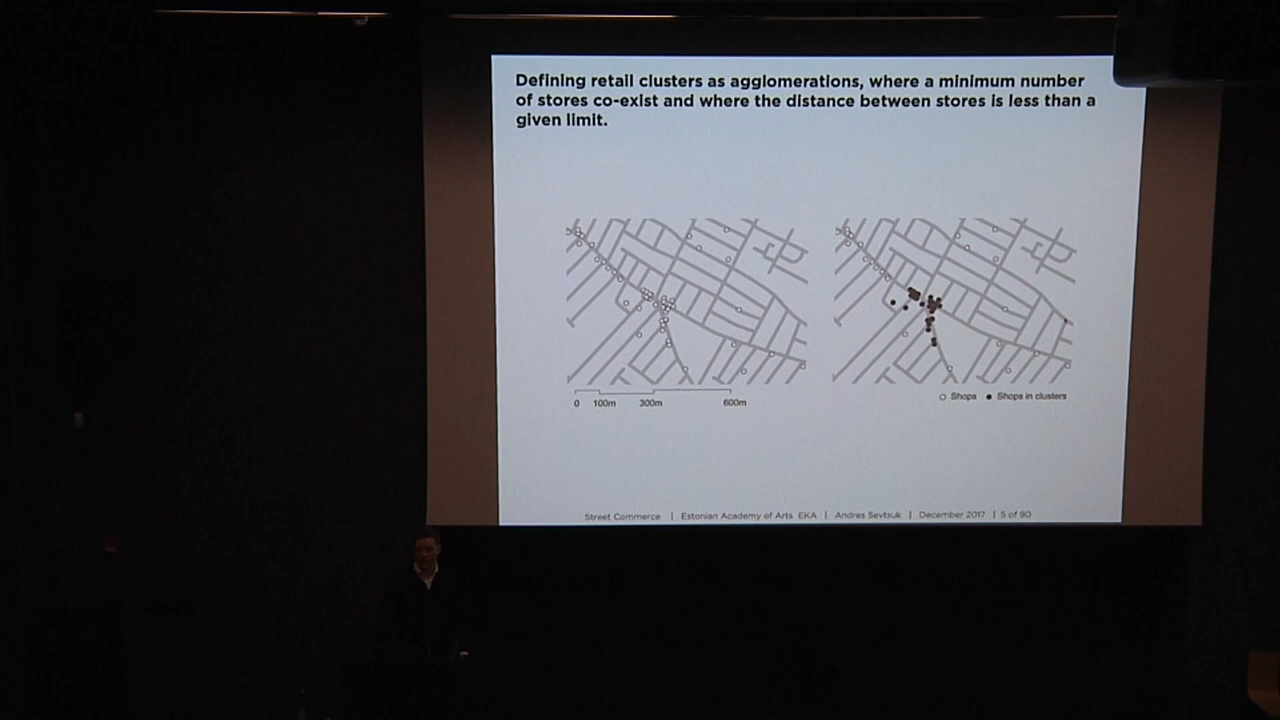 Defining retail clusters as agglomerations, where a minimum number
of stores co-exist and where the distance between stores is less than a
given limit.
0 100m 300m 600m
Shops Shops in clusters
Street Commerce | Estonian Academy of Arts EKA | Andres Sevtsuk | December 2017 | 5 of 90